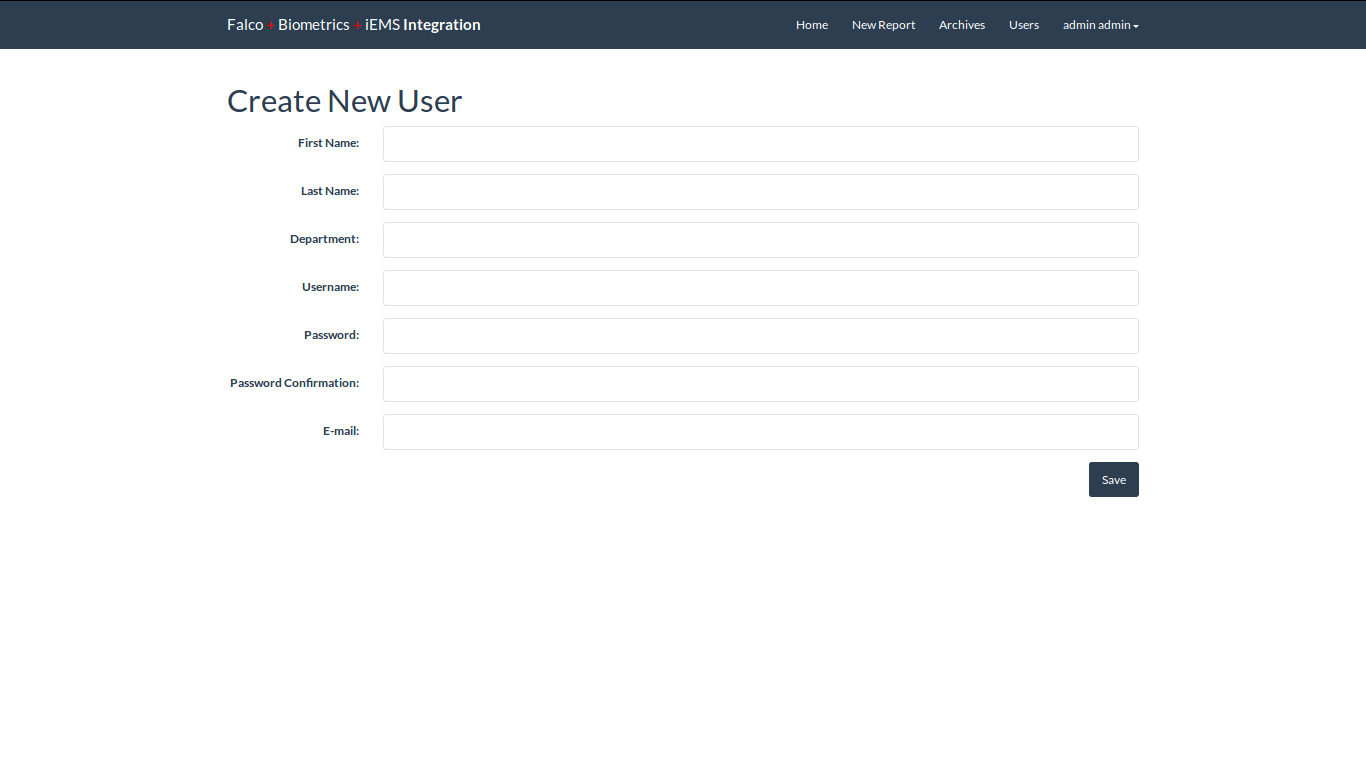 Falco + Biometrics + iEMS Integration Home New Report Archives Users admin admin
Create New User
First Name:
Last Name:
Department:
Username:
Password:
Password Confirmation:
E-mail:
Save